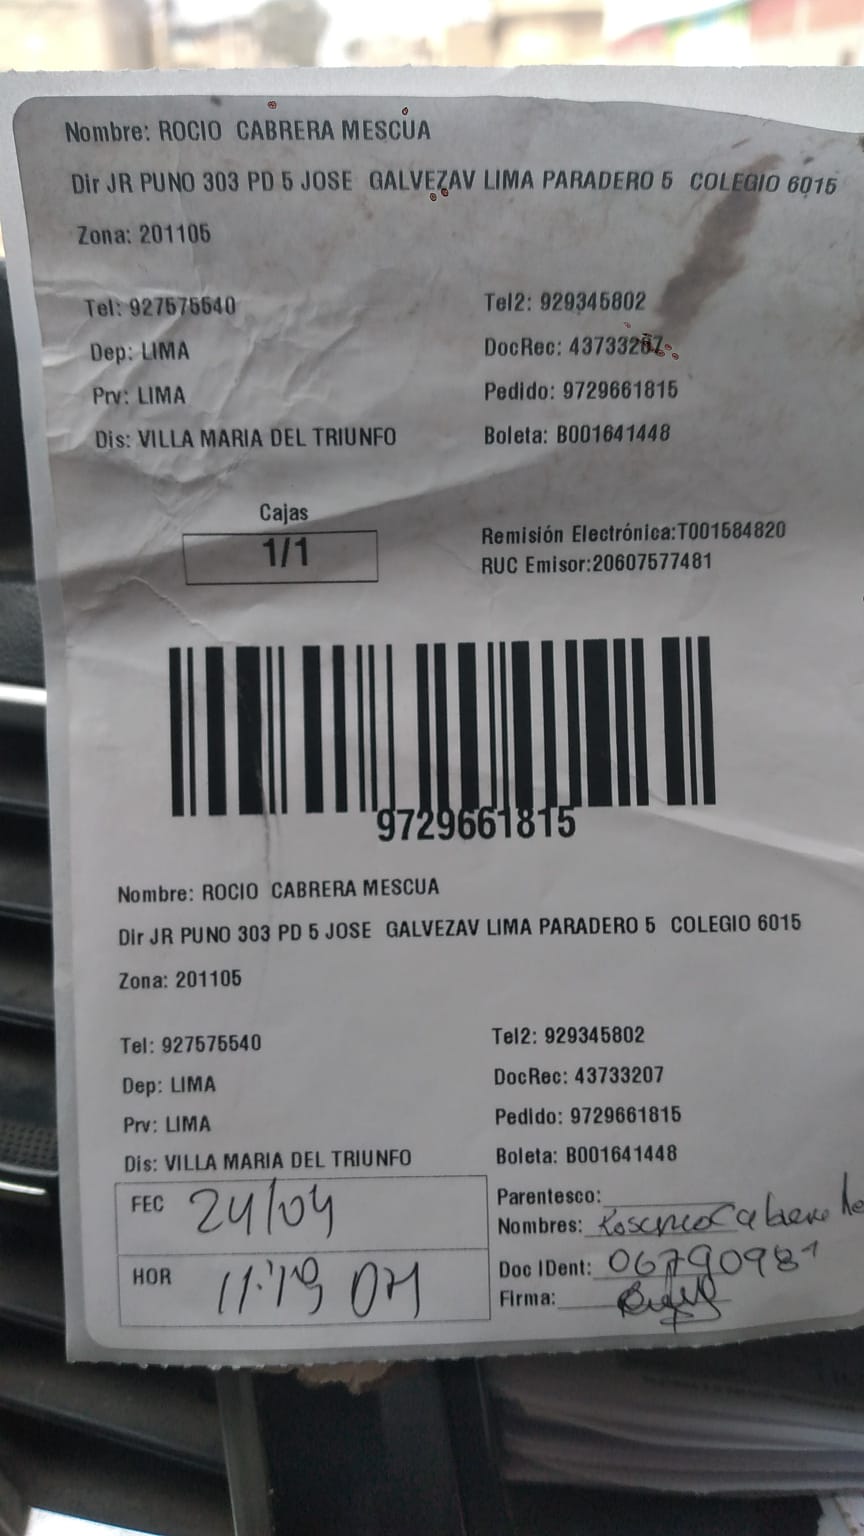 Nombre: ROCIO CABRERA MESCUA
Dir JR PUNO 303 PD 5 JOSE GALVEZAV LIMA PARADERO 5 COLEGIO 6015
Zona: 201105
Tel: 927575540 Tel2: 929345802
Dep: LIMA DocRec: 43733207
Prv: LIMA Pedido: 9729661815
Dis: VILLA MARIA DEL TRIUNFO Boleta: B001641448
Cajas
1/1
Remisión Electrónica:T001584820
RUC Emisor:20607577481
9729661815
Nombre: ROCIO CABRERA MESCUA
Dir JR PUNO 303 PD 5 JOSE GALVEZAV LIMA PARADERO 5 COLEGIO 6015
Zona: 201105
Tel: 927575540 Tel2: 929345802
Dep: LIMA DocRec: 43733207
Prv: LIMA Pedido: 9729661815
Dis: VILLA MARIA DEL TRIUNFO Boleta: B001641448
FEC 24/04 Parentesco:
Nombres:
HOR Doc IDent: 06790981
Firma: